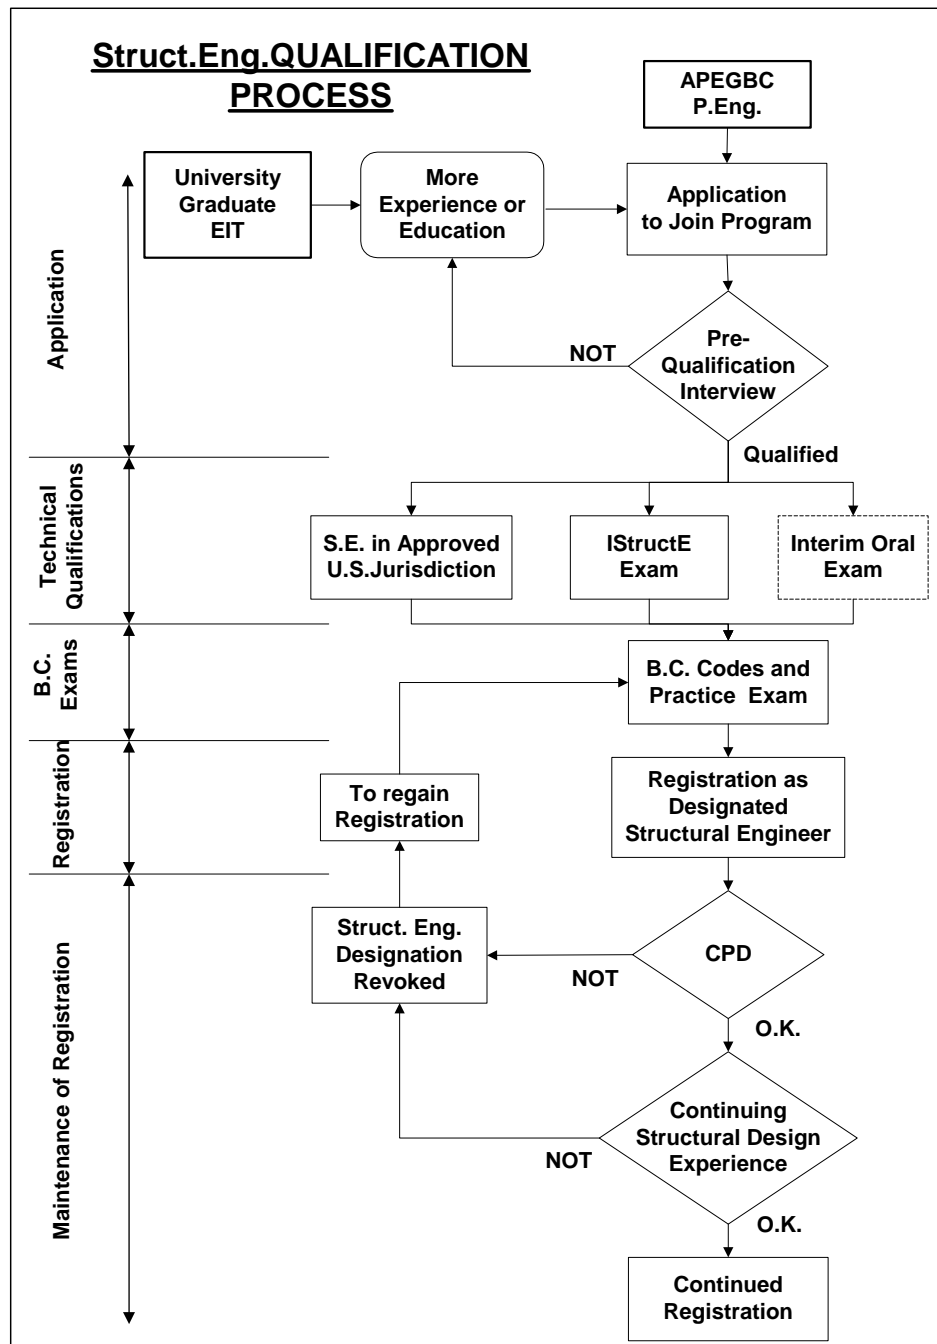 Struct.Eng.QUALIFICATION
PROCESS
APEGBC
P.Eng.
University
Graduate
EIT
More
Experience or
Education
Application
to Join Program
Application
Pre-
Qualification
Interview
NOT
Qualified
Technical
Qualifications
S.E. in Approved
U.S.Jurisdiction
IStructE
Exam
Interim Oral
Exam
B.C.
Exams
B.C. Codes and
Practice Exam
Registration
To regain
Registration
Registration as
Designated
Structural Engineer
Maintenance of Registration
Struct. Eng.
Designation
Revoked
NOT
CPD
O.K.
Continuing
Structural Design
Experience
NOT
O.K.
Continued
Registration